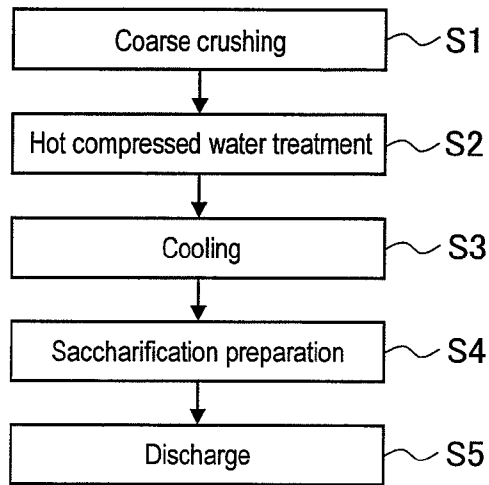 Coarse crushing S1
Hot compressed water treatment S2
Cooling S3
Saccharification preparation S4
Discharge S5